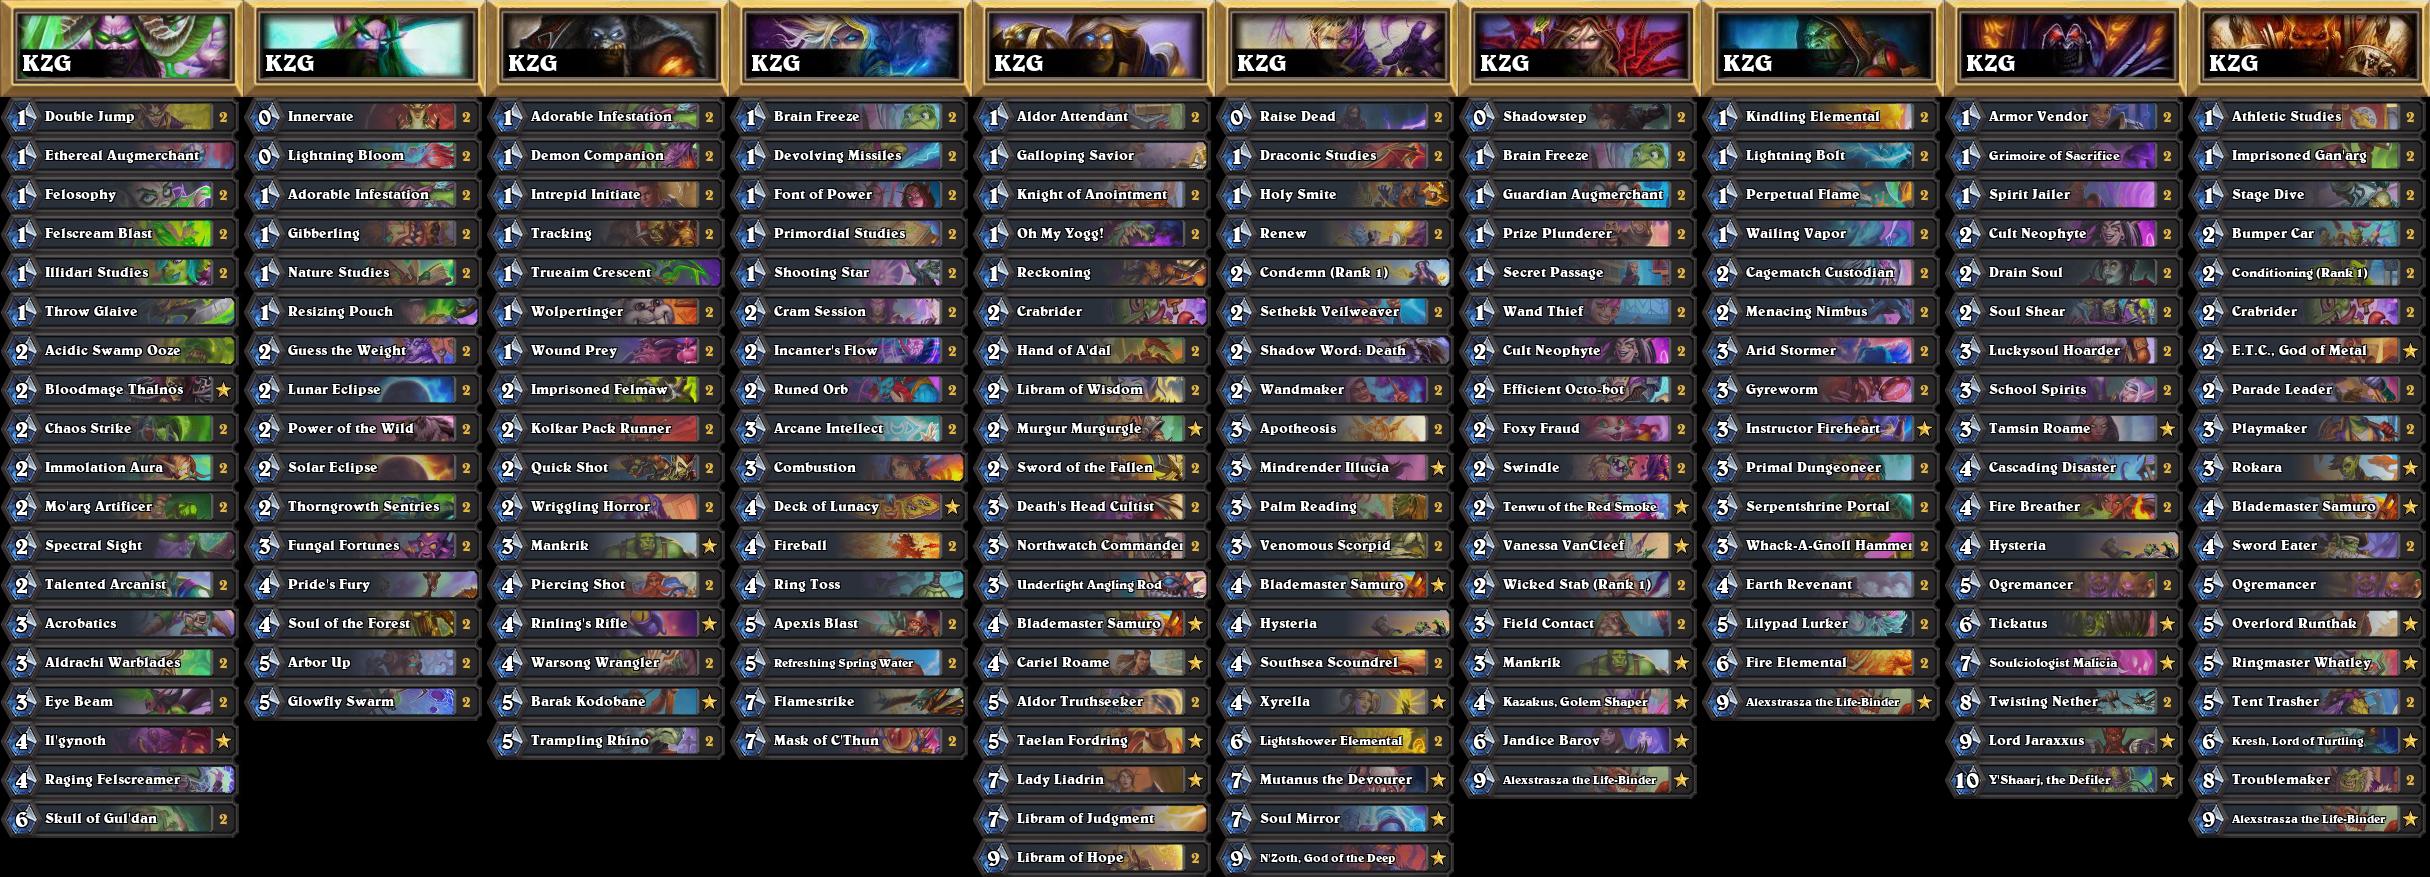 KZG
1 Double Jump 2
1 Ethereal Augmerchant
1 Felosophy 2
1 Felscream Blast 2
1 Illidari Studies 2
1 Throw Glaive
2 Acidic Swamp Ooze
2 Bloodmage Thalnos
2 Chaos Strike 2
2 Immolation Aura 2
2 Mo'arg Artificer 2
2 Spectral Sight
2 Talented Arcanist 2
3 Acrobatics
3 Aldrachi Warblades 2
3 Eye Beam 2
4 Il'gynoth
4 Raging Felscreamer
6 Skull of Gul'dan 2
KZG
0 Innervate 2
0 Lightning Bloom 2
1 Adorable Infestation 2
1 Gibberling 2
1 Nature Studies 2
1 Resizing Pouch
2 Guess the Weight 2
2 Lunar Eclipse 2
2 Power of the Wild 2
2 Solar Eclipse 2
2 Thorngrowth Sentries 2
3 Fungal Fortunes 2
4 Pride's Fury
4 Soul of the Forest 2
5 Arbor Up 2
5 Glowfly Swarm 2
KZG
1 Adorable Infestation 2
1 Demon Companion 2
1 Intrepid Initiate 2
1 Tracking 2
1 Trueaim Crescent
1 Wolpertinger 2
1 Wound Prey 2
2 Imprisoned Felmaw 2
2 Kolkar Pack Runner 2
2 Quick Shot 2
2 Wriggling Horror 2
3 Mankrik
4 Piercing Shot 2
4 Rinling's Rifle
4 Warsong Wrangler 2
5 Barak Kodobane
5 Trampling Rhino 2
KZG
1 Brain Freeze 2
1 Devolving Missiles 2
1 Font of Power 2
1 Primordial Studies 2
1 Shooting Star 2
2 Cram Session 2
2 Incanter's Flow 2
2 Runed Orb 2
3 Arcane Intellect 2
3 Combustion
4 Deck of Lunacy
4 Fireball 2
4 Ring Toss
5 Apexis Blast 2
5 Refreshing Spring Water 2
7 Flamestrike
7 Mask of C'Thun 2
KZG
1 Aldor Attendant 2
1 Galloping Savior
1 Knight of Anointment 2
1 Oh My Yogg! 2
1 Reckoning
2 Crabrider
2 Hand of A'dal 2
2 Libram of Wisdom 2
2 Murgur Murgurgle
2 Sword of the Fallen 2
3 Death's Head Cultist 2
3 Northwatch Commander 2
3 Underlight Angling Rod
4 Blademaster Samuro
4 Cariel Roame
5 Aldor Truthseeker 2
5 Taelan Fordring
7 Lady Liadrin
7 Libram of Judgment
9 Libram of Hope 2
KZG
0 Raise Dead 2
1 Draconic Studies 2
1 Holy Smite
1 Renew 2
2 Condemn (Rank 1)
2 Sethekk Veilweaver 2
2 Shadow Word: Death
2 Wandmaker 2
3 Apotheosis 2
3 Mindrender Illucia
3 Palm Reading 2
3 Venomous Scorpid 2
4 Blademaster Samuro
4 Hysteria
4 Southsea Scoundrel 2
4 Xyrella
6 Lightshower Elemental 2
7 Mutanus the Devourer
7 Soul Mirror
9 N'Zoth, God of the Deep
KZG
0 Shadowstep 2
1 Brain Freeze 2
1 Guardian Augmerchant 2
1 Prize Plunderer 2
1 Secret Passage 2
1 Wand Thief 2
2 Cult Neophyte 2
2 Efficient Octo-bot 2
2 Foxy Fraud 2
2 Swindle 2
2 Tenwu of the Red Smoke
2 Vanessa VanCleef
2 Wicked Stab (Rank 1) 2
3 Field Contact 2
3 Mankrik
4 Kazakus, Golem Shaper
6 Jandice Barov
9 Alexstrasza the Life-Binder
KZG
1 Kindling Elemental 2
1 Lightning Bolt 2
1 Perpetual Flame 2
1 Wailing Vapor 2
2 Cagematch Custodian 2
2 Menacing Nimbus 2
3 Arid Stormer 2
3 Gyreworm 2
3 Instructor Fireheart
3 Primal Dungeoneer 2
3 Serpentshrine Portal 2
3 Whack-A-Gnoll Hammer 2
4 Earth Revenant 2
5 Lilypad Lurker 2
6 Fire Elemental 2
9 Alexstrasza the Life-Binder
KZG
1 Armor Vendor 2
1 Grimoire of Sacrifice 2
1 Spirit Jailer 2
2 Cult Neophyte 2
2 Drain Soul 2
2 Soul Shear 2
3 Luckysoul Hoarder 2
3 School Spirits 2
3 Tamsin Roame
4 Cascading Disaster 2
4 Fire Breather 2
4 Hysteria
5 Ogremancer 2
6 Tickatus
7 Soulciologist Malicia
8 Twisting Nether 2
9 Lord Jaraxxus
10 Y'Shaarj, the Defiler
KZG
1 Athletic Studies 2
1 Imprisoned Gan'arg 2
1 Stage Dive 2
2 Bumper Car 2
2 Conditioning (Rank 1) 2
2 Crabrider 2
2 E.T.C., God of Metal
2 Parade Leader 2
3 Playmaker 2
3 Rokara
4 Blademaster Samuro
4 Sword Eater 2
5 Ogremancer
5 Overlord Runthak
5 Ringmaster Whatley
5 Tent Trasher 2
6 Kresh, Lord of Turtling
8 Troublemaker 2
9 Alexstrasza the Life-Binder